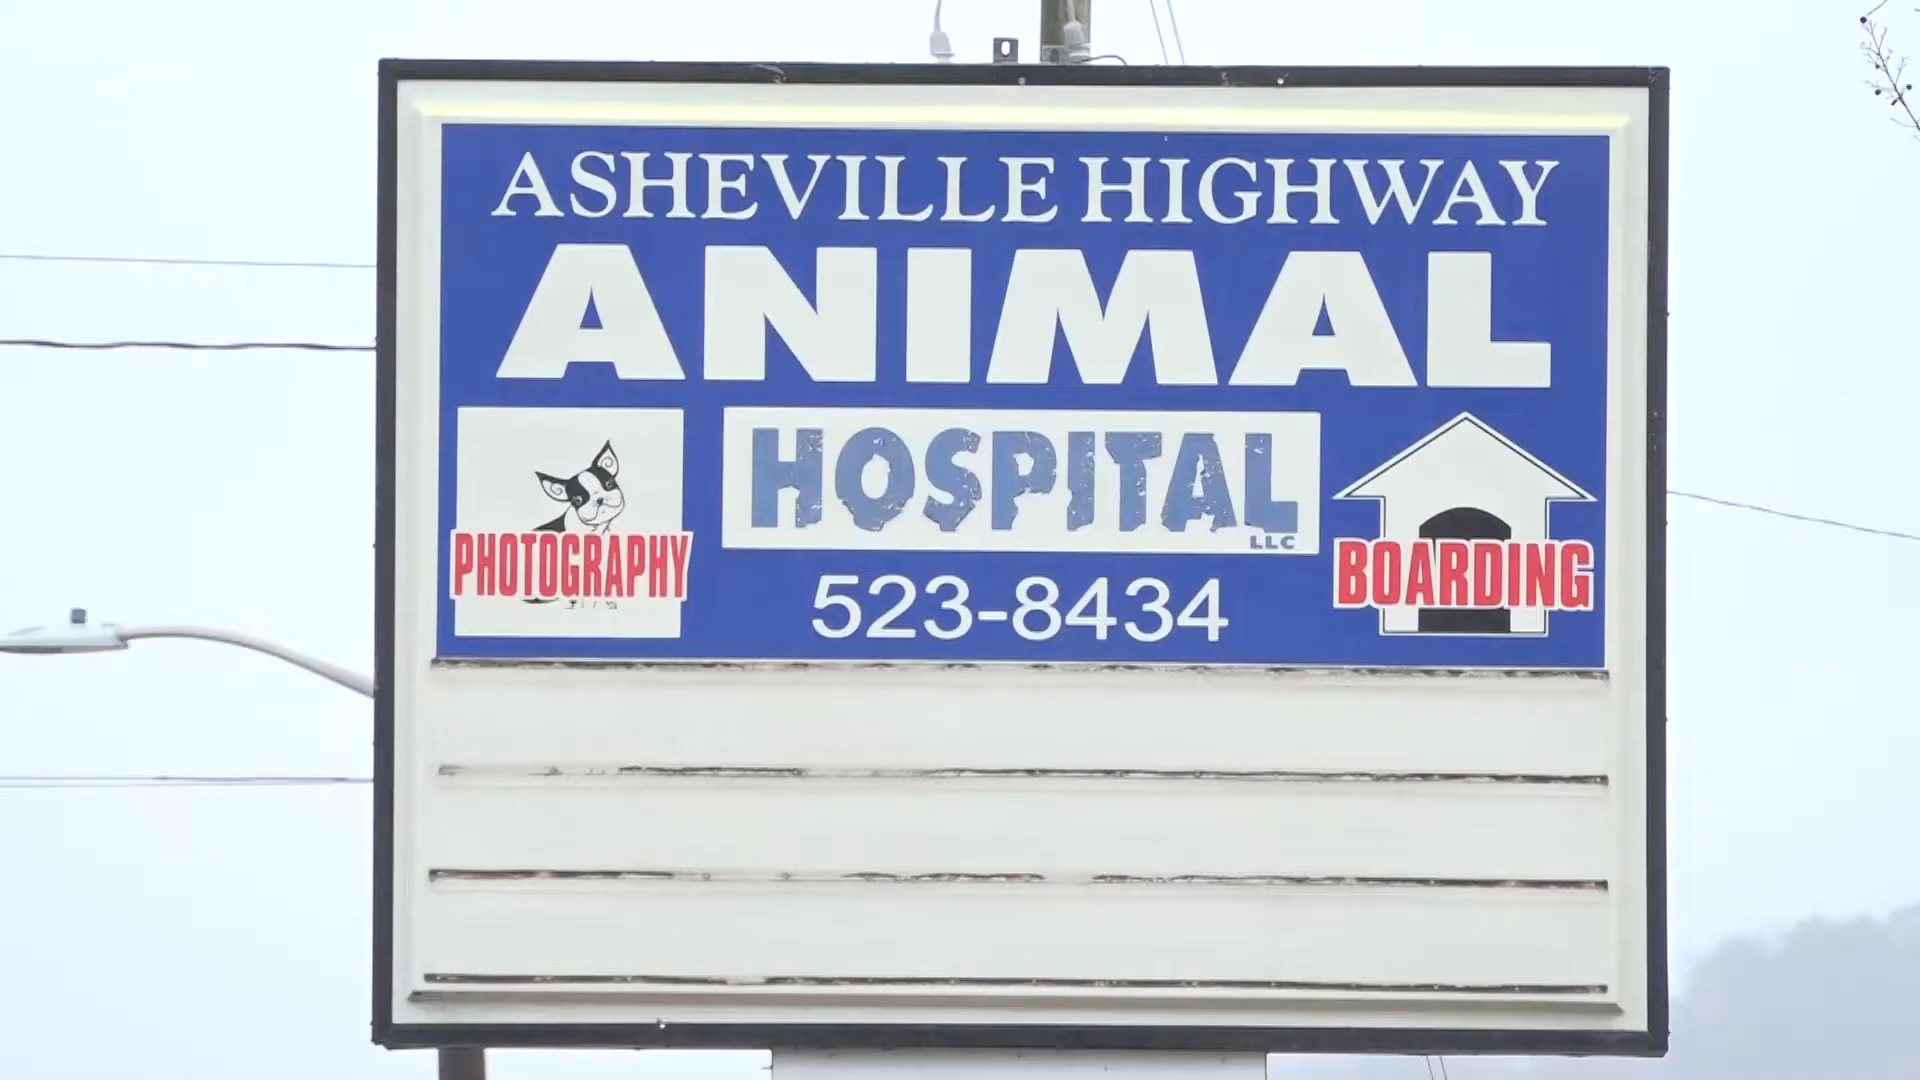 ASHEVILLE HIGHWAY
ANIMAL
HOSPITAL
LLC
PHOTOGRAPHY
BOARDING
523-8434